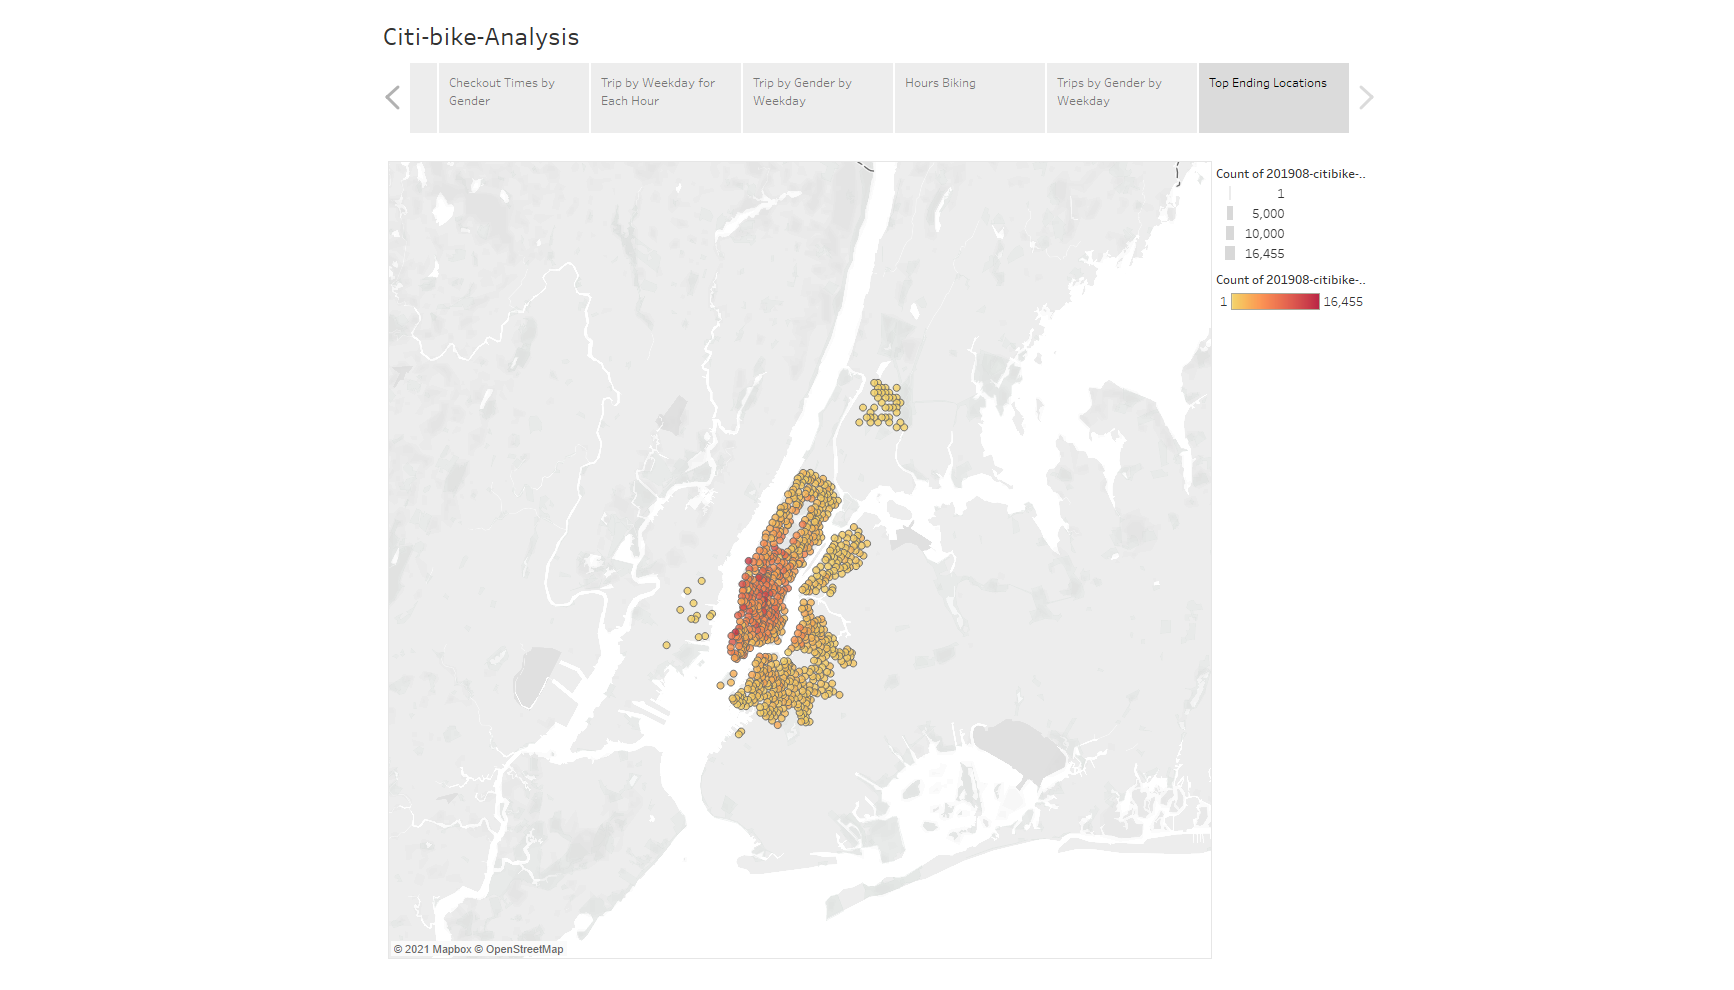 Citi-bike-Analysis
Checkout Times by
Gender
Trip by Weekday for
Each Hour
Trip by Gender by
Weekday
Hours Biking
Trips by Gender by
Weekday
Top Ending Locations
Count of 201908-citibike-..
1
5,000
10,000
16,455
Count of 201908-citibike-..
1 16,455
© 2021 Mapbox © OpenStreetMap